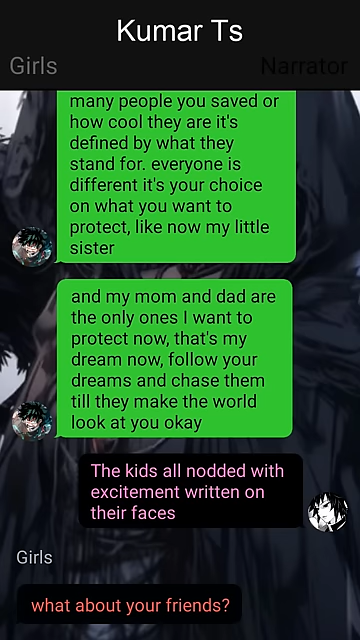 Kumar Ts
Girls
Narrator
many people you saved or
how cool they are it's
defined by what they
stand for. everyone is
different it's your choice
on what you want to
protect, like now my little
sister
and my mom and dad are
the only ones I want to
protect now, that's my
dream now, follow your
dreams and chase them
till they make the world
look at you okay
The kids all nodded with
excitement written on
their faces
Girls
what about your friends?